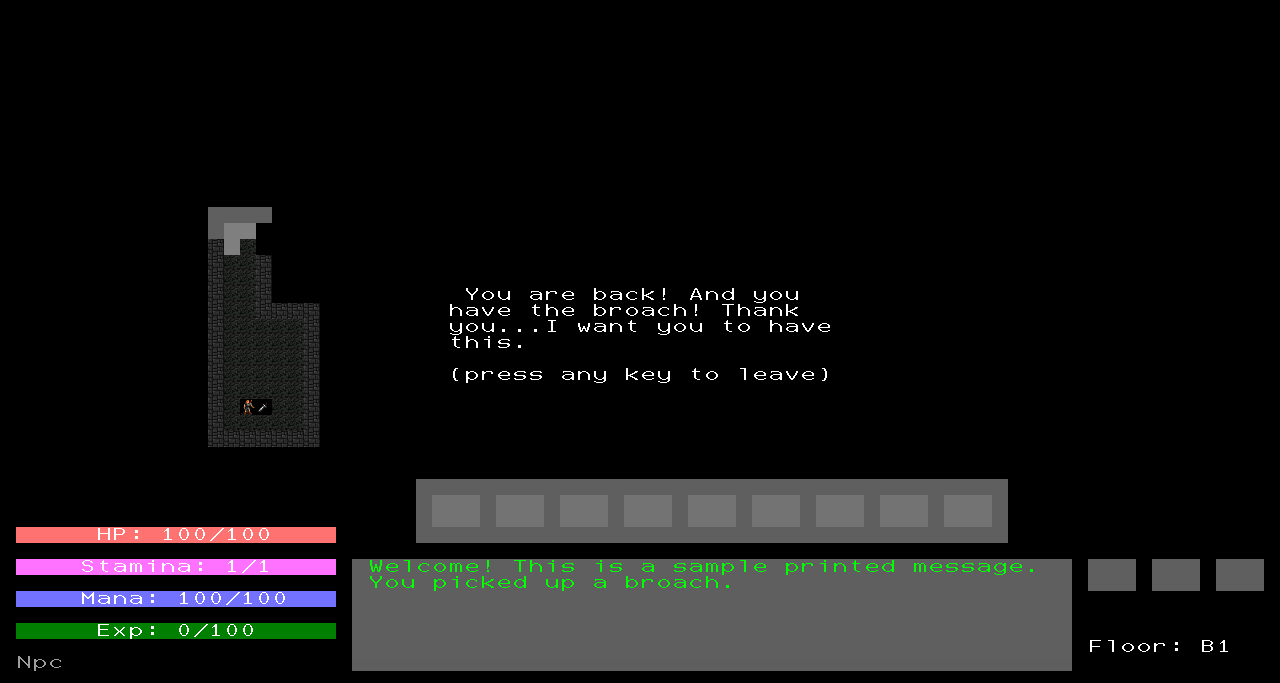 You are back! And you
have the broach! Thank
you...I want you to have
this.
(press any key to leave)
HP: 100/100
Stamina: 1/1
Mana: 100/100
Exp: 0/100
Npc
Welcome! This is a sample printed message.
You picked up a broach.
Floor: B1